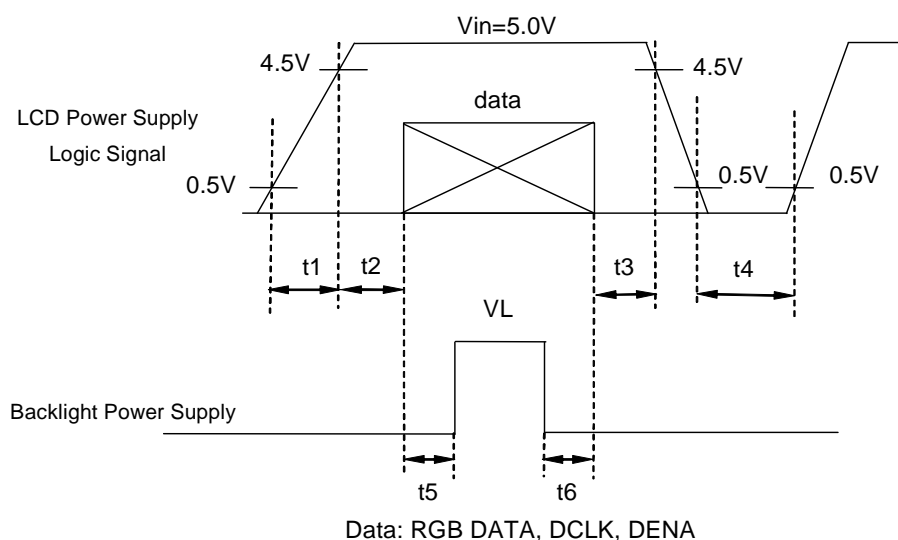 Vin=5.0V
4.5V
4.5V
data
LCD Power Supply
Logic Signal
0.5V
0.5V
0.5V
t1
t2
t3
t4
VL
Backlight Power Supply
t5
t6
Data: RGB DATA, DCLK, DENA